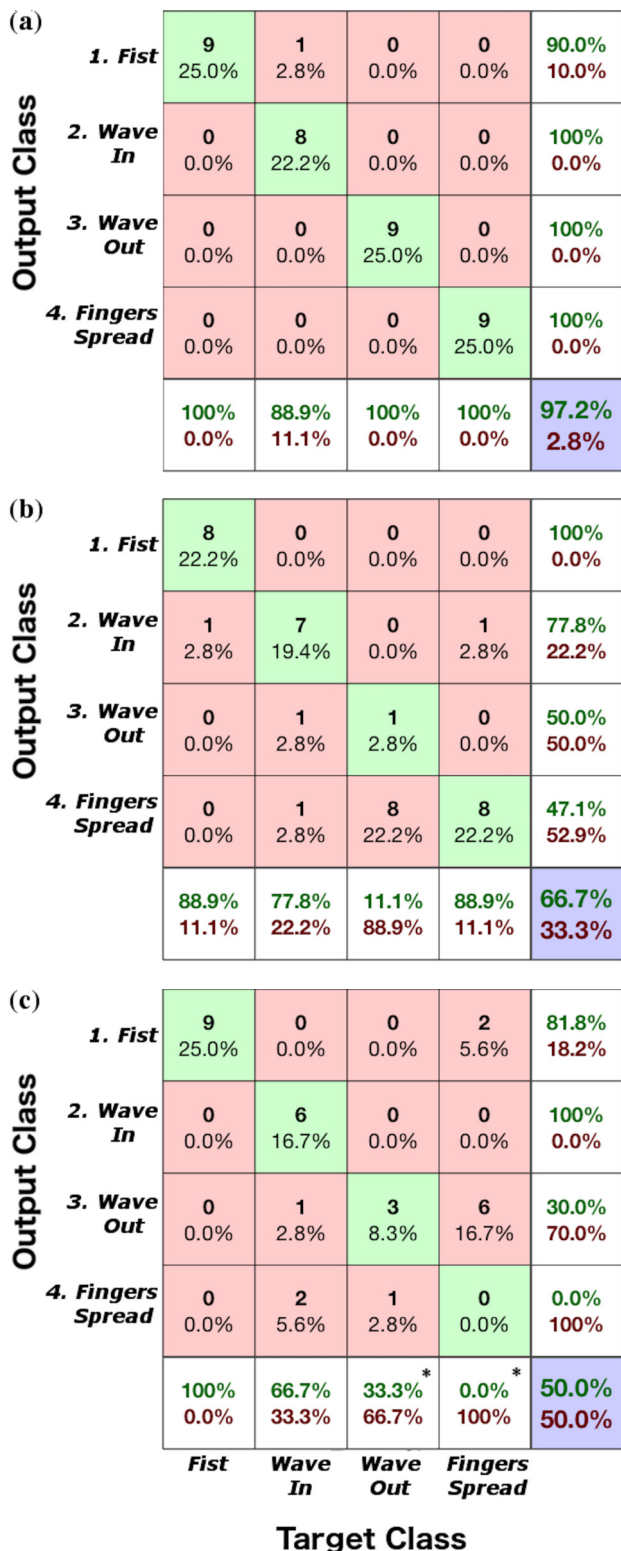 (a)
Output Class
1. Fist
9 1 0 0 90.0%
25.0% 2.8% 0.0% 0.0% 10.0%
2. Wave
In
0 8 0 0 100%
0.0% 22.2% 0.0% 0.0% 0.0%
3. Wave
Out
0 0 9 0 100%
0.0% 0.0% 25.0% 0.0% 0.0%
4. Fingers
Spread
0 0 0 9 100%
0.0% 0.0% 0.0% 25.0% 0.0%
100% 88.9% 100% 100% 97.2%
0.0% 11.1% 0.0% 0.0% 2.8%
(b)
Output Class
1. Fist
8 0 0 0 100%
22.2% 0.0% 0.0% 0.0% 0.0%
2. Wave
In
1 7 0 1 77.8%
2.8% 19.4% 0.0% 2.8% 22.2%
3. Wave
Out
0 1 1 0 50.0%
0.0% 2.8% 2.8% 0.0% 50.0%
4. Fingers
Spread
0 1 8 8 47.1%
0.0% 2.8% 22.2% 22.2% 52.9%
88.9% 77.8% 11.1% 88.9% 66.7%
11.1% 22.2% 88.9% 11.1% 33.3%
(c)
Output Class
1. Fist
9 0 0 2 81.8%
25.0% 0.0% 0.0% 5.6% 18.2%
2. Wave
In
0 6 0 0 100%
0.0% 16.7% 0.0% 0.0% 0.0%
3. Wave
Out
0 1 3 6 30.0%
0.0% 2.8% 8.3% 16.7% 70.0%
4. Fingers
Spread
0 2 1 0 0.0%
0.0% 5.6% 2.8% 0.0% 100%
100% 66.7% 33.3%* 0.0%* 50.0%
0.0% 33.3% 66.7% 100% 50.0%
Fist Wave Wave Fingers
In Out Spread
Target Class